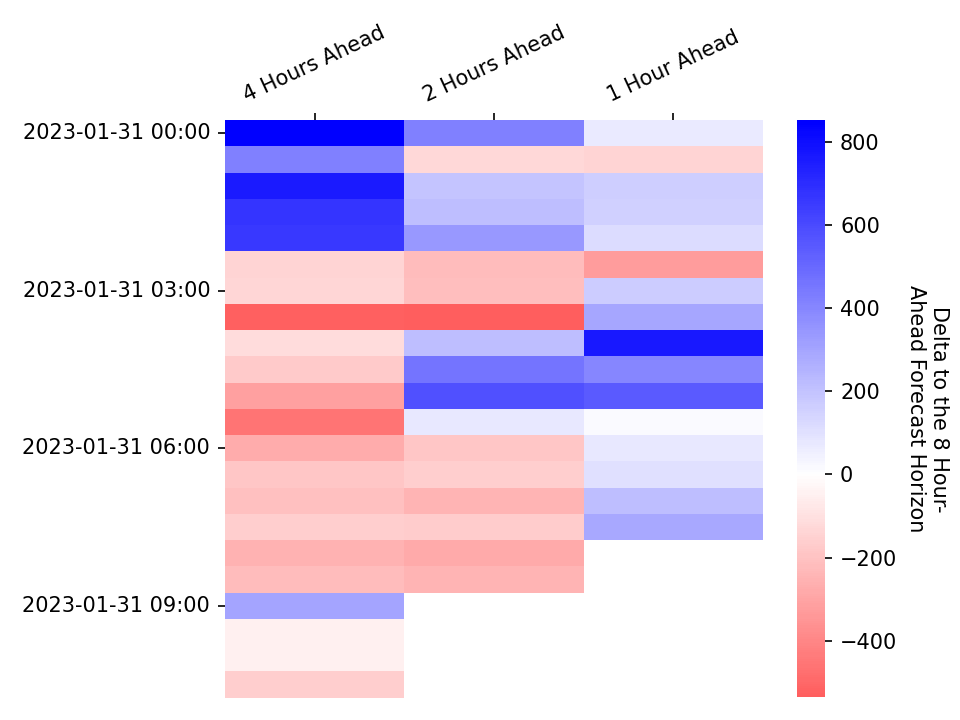 4 Hours Ahead
2 Hours Ahead
1 Hour Ahead
2023-01-31 00:00
2023-01-31 03:00
2023-01-31 06:00
2023-01-31 09:00
800
600
400
200
0
−200
−400
Delta to the 8 Hour-
Ahead Forecast Horizon